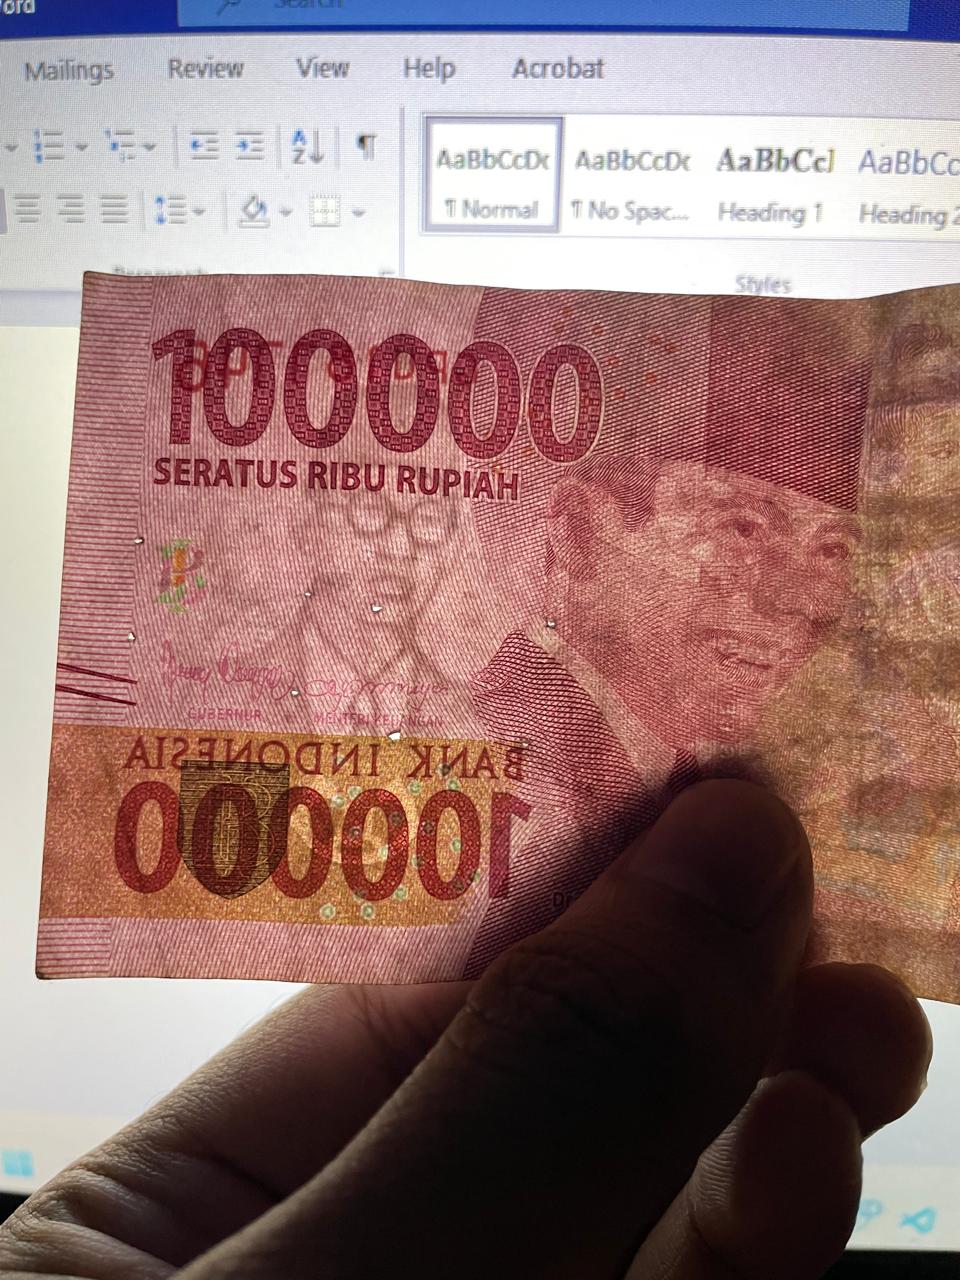 Mailings Review View Help Acrobat
AaBbCcDc AaBbCcDc AaBbCcl AaBbCc
¶ Normal ¶ No Spac... Heading 1 Heading 2
Styles
100000
SERATUS RIBU RUPIAH
GUBERNUR MENTERI KEUANGAN
BANK INDONESIA
100000